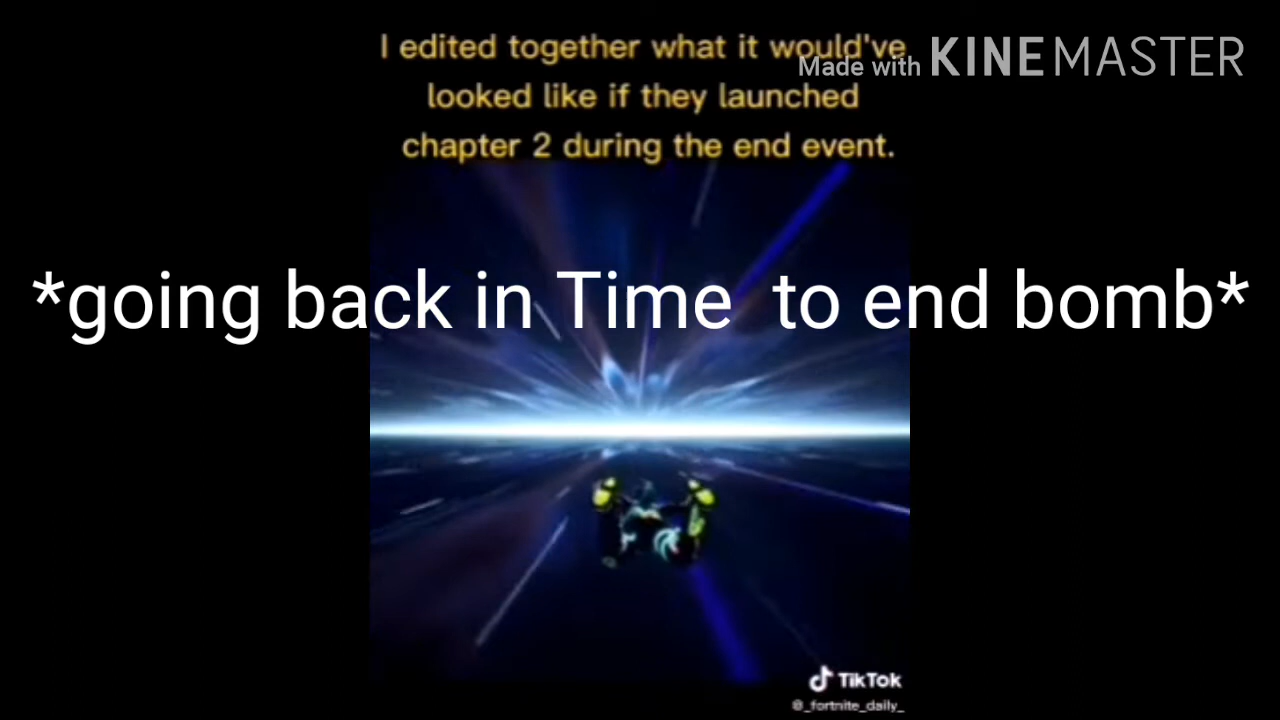 I edited together what it would've
Made with KINEMASTER
looked like if they launched
chapter 2 during the end event.
*going back in Time  to end bomb*
TikTok
@_fortnite_daily_